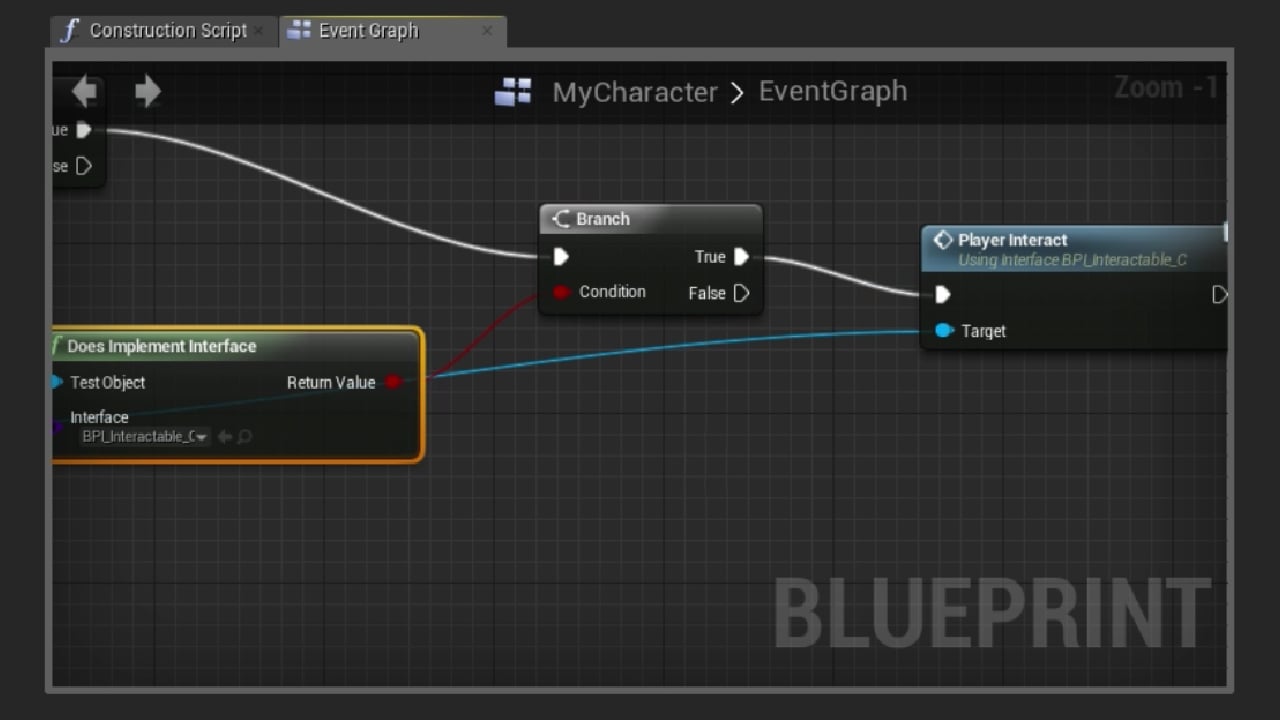 Construction Script
Event Graph
MyCharacter > EventGraph
Zoom -1
ue
se
Branch
True
Condition
False
Player Interact
Using Interface BPI_Interactable_C
Target
Does Implement Interface
Test Object
Return Value
Interface
BPI_Interactable_C
BLUEPRINT